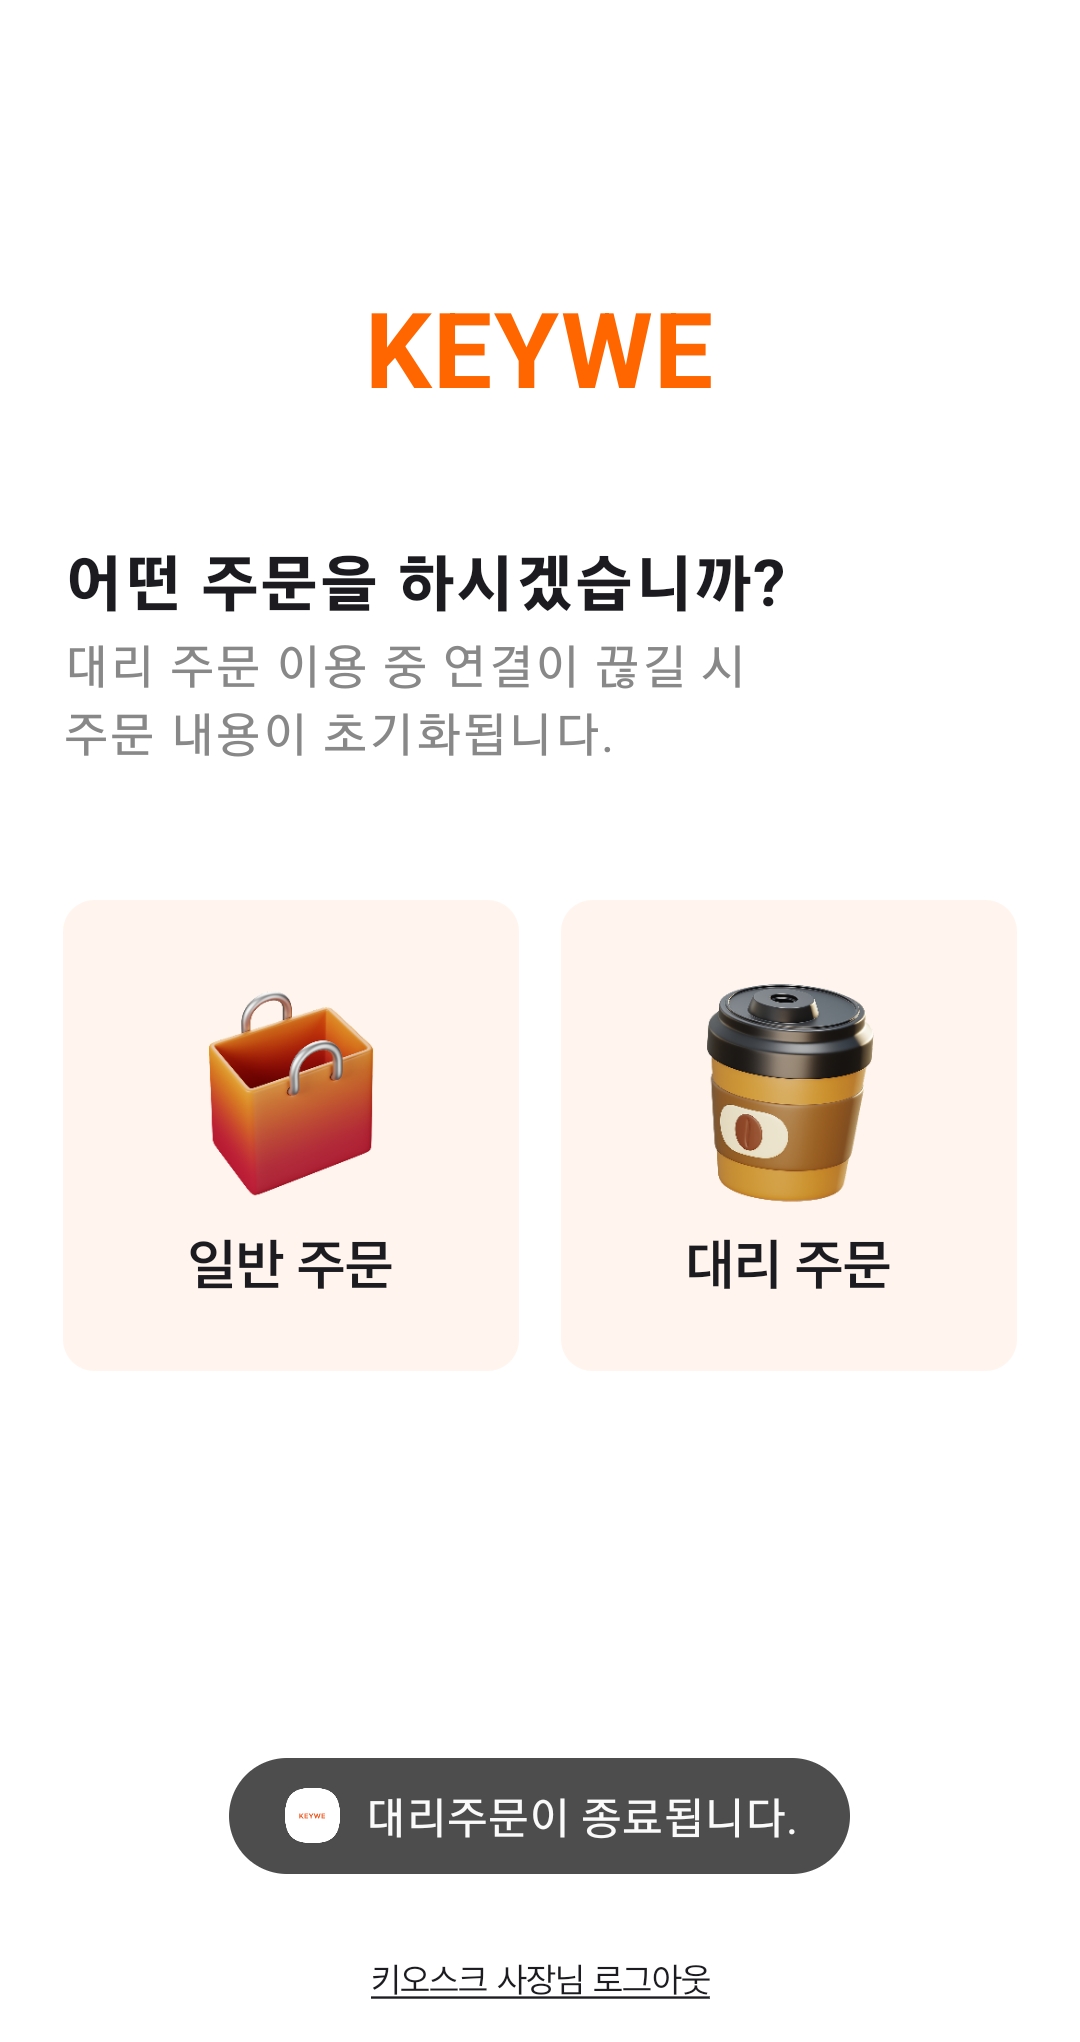 KEYWE
어떤 주문을 하시겠습니까?
대리 주문 이용 중 연결이 끊길 시
주문 내용이 초기화됩니다.
일반 주문
대리 주문
KEYWE
대리주문이 종료됩니다.
키오스크 사장님 로그아웃